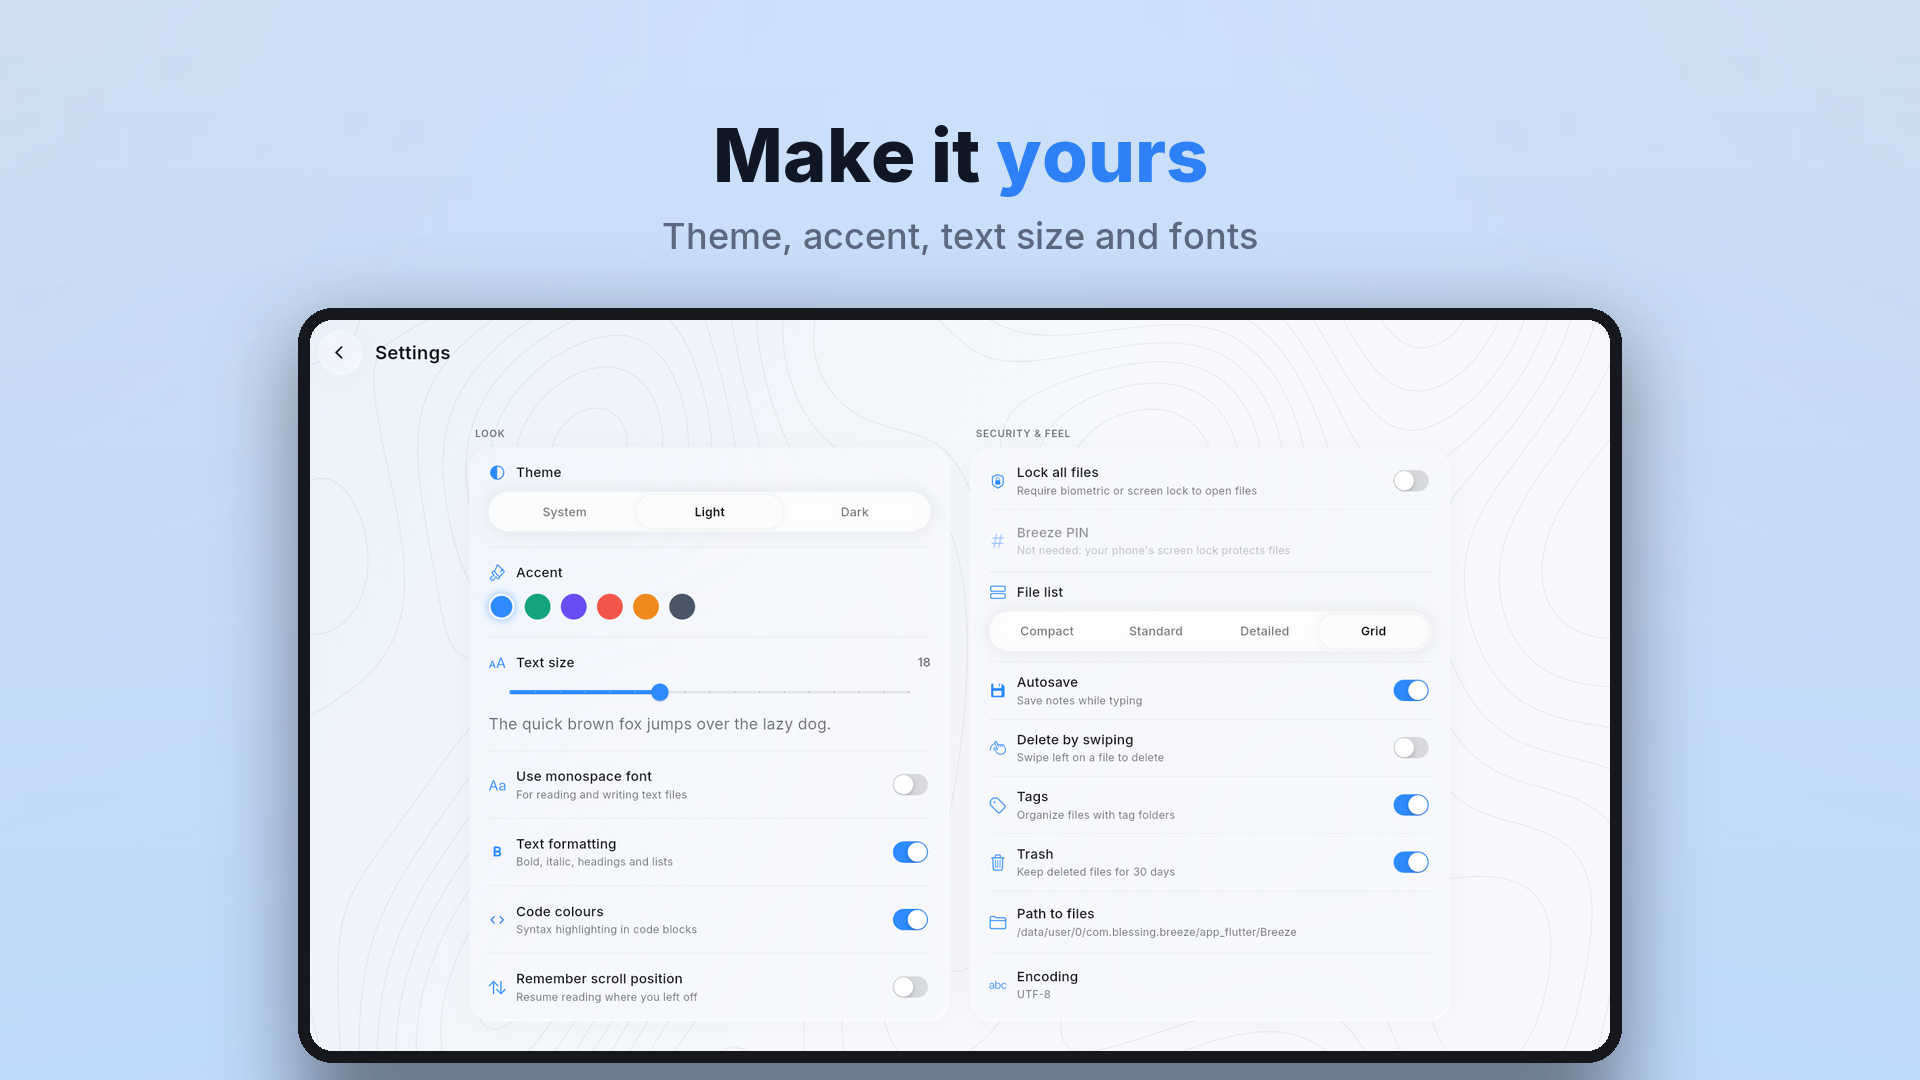 Make it yours
Theme, accent, text size and fonts
Settings
LOOK
Theme
System
Light
Dark
Accent
AA Text size
18
The quick brown fox jumps over the lazy dog.
Aa Use monospace font
For reading and writing text files
B Text formatting
Bold, italic, headings and lists
Code colours
Syntax highlighting in code blocks
Remember scroll position
Resume reading where you left off
SECURITY & FEEL
Lock all files
Require biometric or screen lock to open files
# Breeze PIN
Not needed: your phone's screen lock protects files
File list
Compact
Standard
Detailed
Grid
Autosave
Save notes while typing
Delete by swiping
Swipe left on a file to delete
Tags
Organize files with tag folders
Trash
Keep deleted files for 30 days
Path to files
/data/user/0/com.blessing.breeze/app_flutter/Breeze
abc Encoding
UTF-8